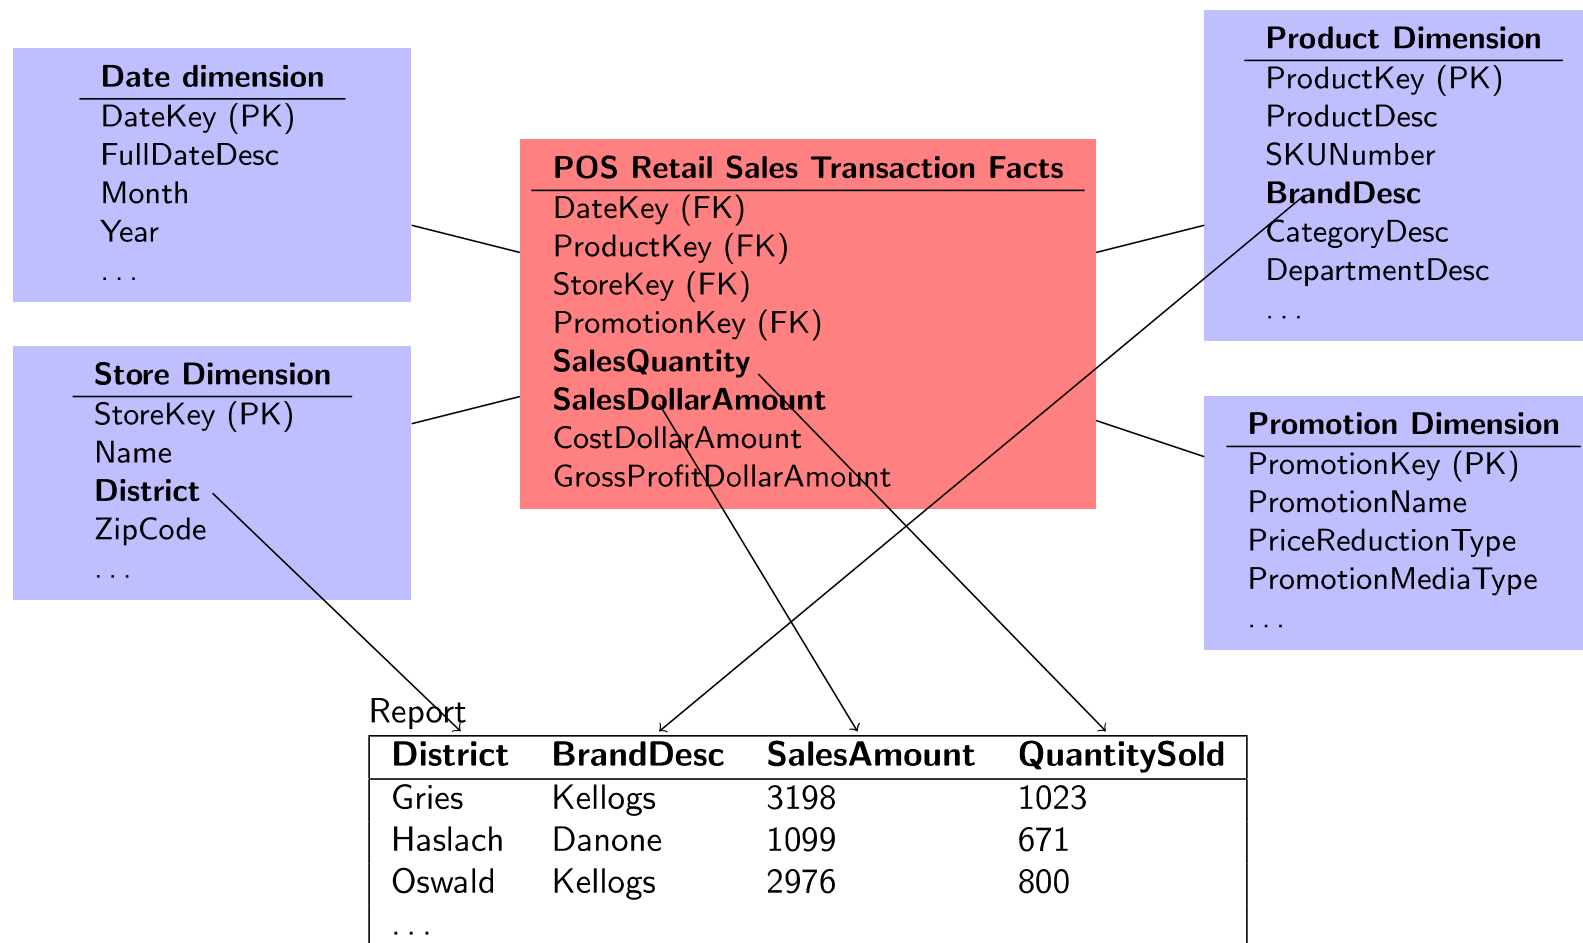 Date dimension
DateKey (PK)
FullDateDesc
Month
Year
...
Store Dimension
StoreKey (PK)
Name
District
ZipCode
...
POS Retail Sales Transaction Facts
DateKey (FK)
ProductKey (FK)
StoreKey (FK)
PromotionKey (FK)
SalesQuantity
SalesDollarAmount
CostDollarAmount
GrossProfitDollarAmount
Product Dimension
ProductKey (PK)
ProductDesc
SKUNumber
BrandDesc
CategoryDesc
DepartmentDesc
...
Promotion Dimension
PromotionKey (PK)
PromotionName
PriceReductionType
PromotionMediaType
...
Report
District BrandDesc SalesAmount QuantitySold
Gries Kellogs 3198 1023
Haslach Danone 1099 671
Oswald Kellogs 2976 800
...